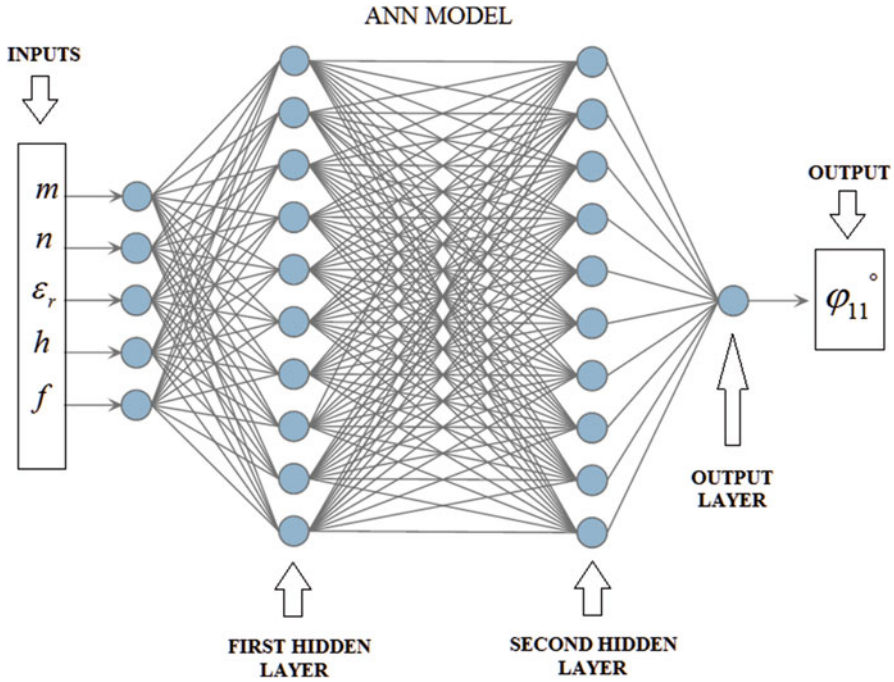 ANN MODEL
INPUTS
m
n
εr
h
f
OUTPUT
φ11°
OUTPUT
LAYER
FIRST HIDDEN
LAYER
SECOND HIDDEN
LAYER